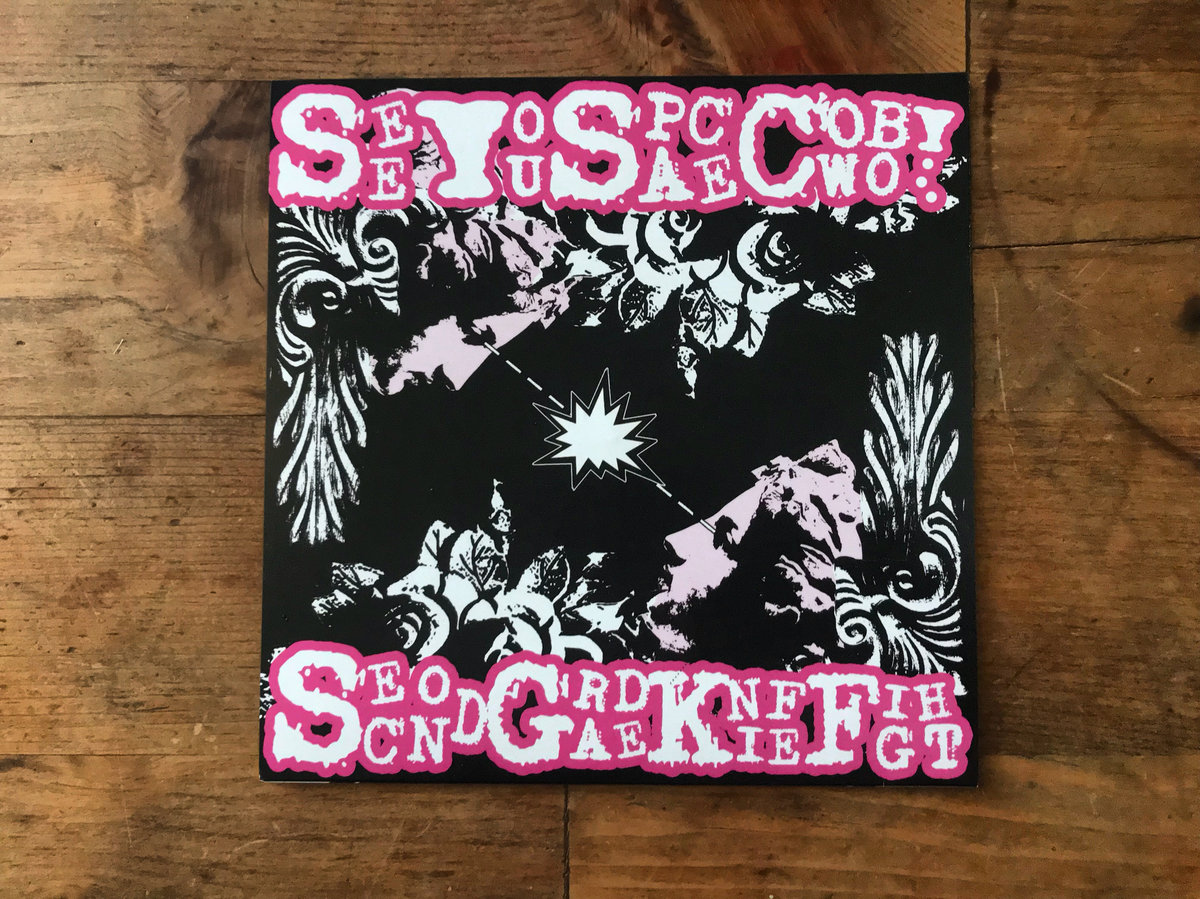 SEE YOU SPACE COWBOY...
SECOND GRADE KNIFE FIGHT